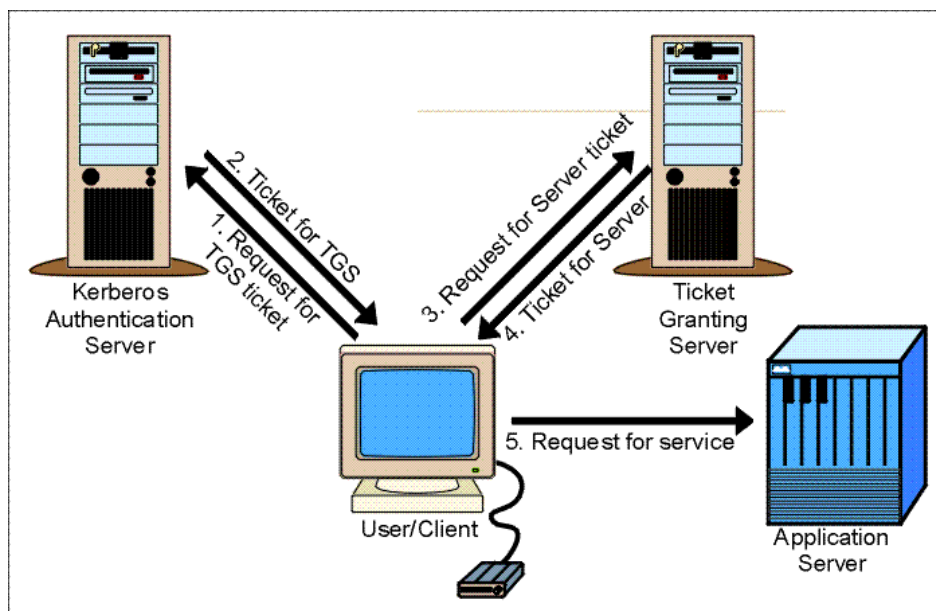 Kerberos
Authentication
Server
2. Ticket for TGS
1. Request for
TGS ticket
3. Request for Server ticket
4. Ticket for Server
Ticket
Granting
Server
5. Request for service
User/Client
Application
Server